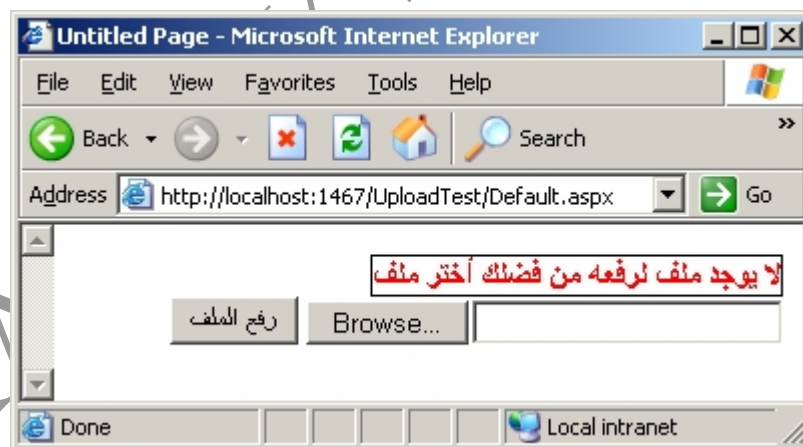 Untitled Page - Microsoft Internet Explorer
File Edit View Favorites Tools Help
Back Search »
Address http://localhost:1467/UploadTest/Default.aspx Go
لا يوجد ملف لرفعه من فضلك أختر ملف
Browse... رفع الملف
Done Local intranet